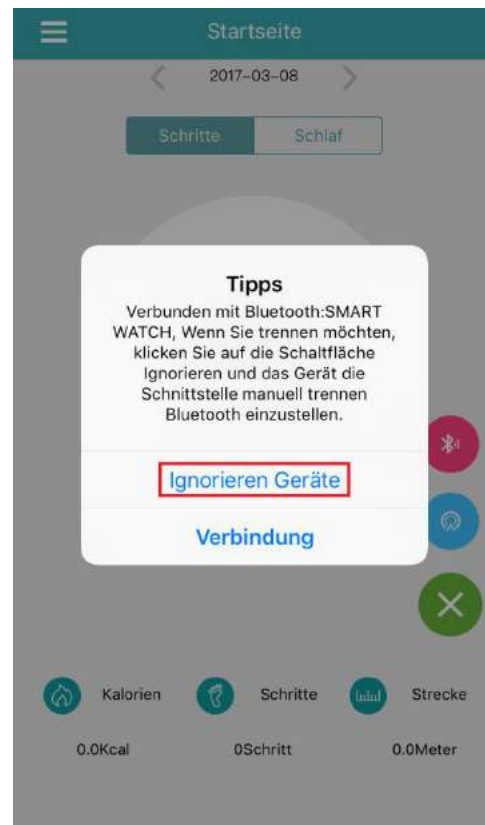 Startseite
2017-03-08
Schritte Schlaf
Tipps
Verbunden mit Bluetooth:SMART
WATCH, Wenn Sie trennen möchten,
klicken Sie auf die Schaltfläche
Ignorieren und das Gerät die
Schnittstelle manuell trennen
Bluetooth einzustellen.
Ignorieren Geräte
Verbindung
Kalorien Schritte Strecke
0.0Kcal 0Schritt 0.0Meter